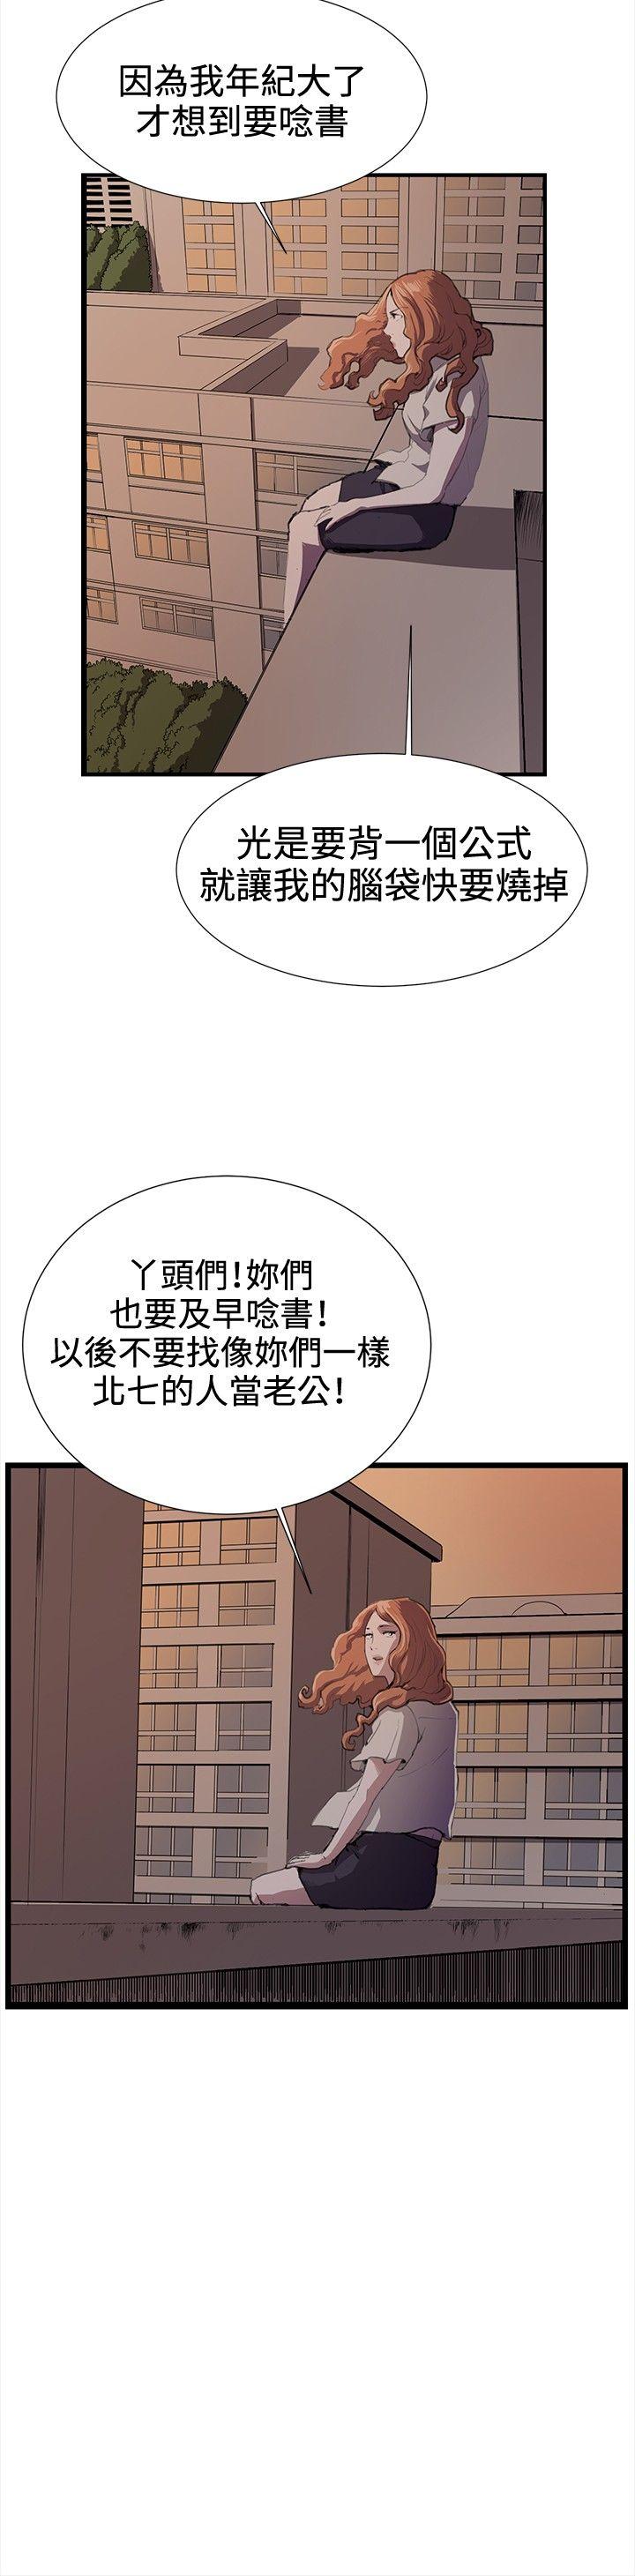 因為我年紀大了
才想到要唸書
光是要背一個公式
就讓我的腦袋快要燒掉
丫頭們!妳們
也要及早唸書!
以後不要找像妳們一樣
北七的人當老公!